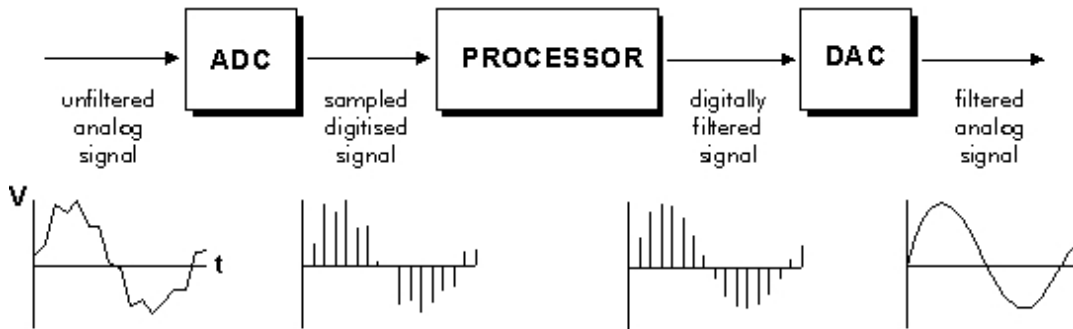 ADC
PROCESSOR
DAC
unfiltered
analog
signal
sampled
digitised
signal
digitally
filtered
signal
filtered
analog
signal
V
t